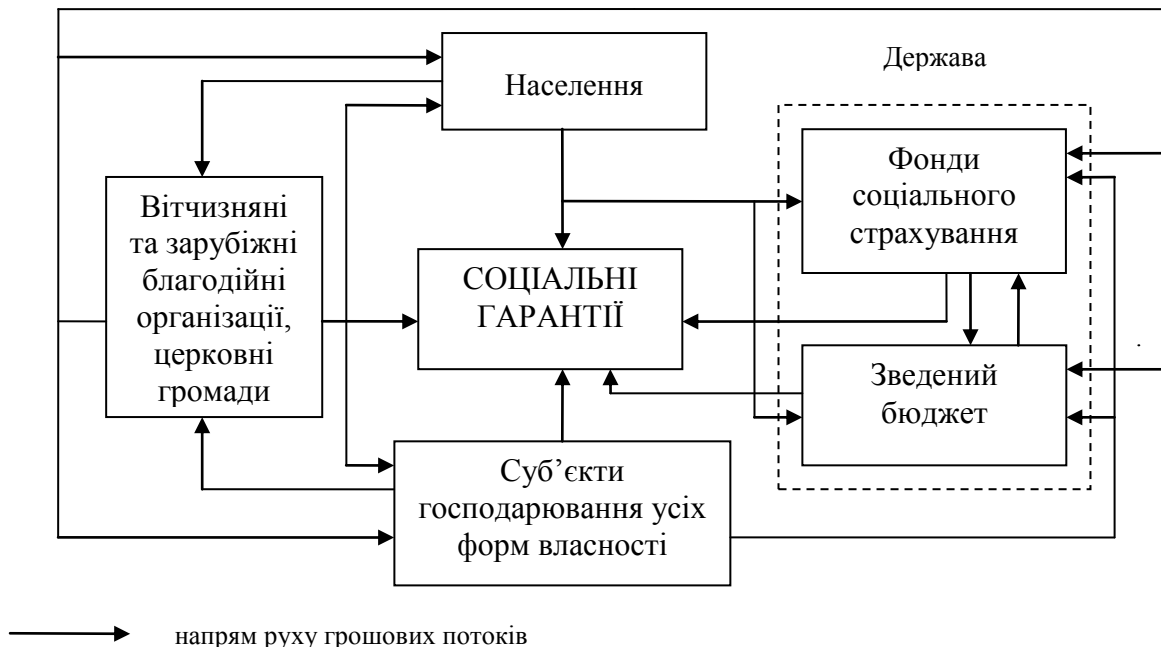 Населення
Держава
Фонди
соціального
страхування
Вітчизняні
та зарубіжні
благодійні
організації,
церковні
громади
СОЦІАЛЬНІ
ГАРАНТІЇ
Зведений
бюджет
Суб’єкти
господарювання усіх
форм власності
напрям руху грошових потоків